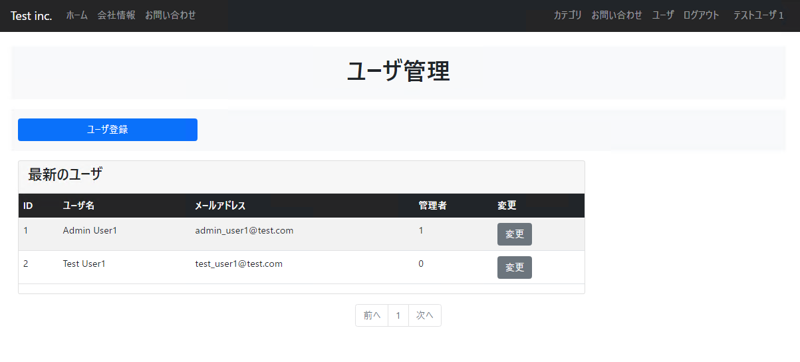 Test inc. ホーム 会社情報 お問い合わせ カテゴリ お問い合わせ ユーザ ログアウト テストユーザ1
ユーザ管理
ユーザ登録
最新のユーザ
ID ユーザ名 メールアドレス 管理者 変更
1 Admin User1 admin_user1@test.com 1 変更
2 Test User1 test_user1@test.com 0 変更
前へ 1 次へ